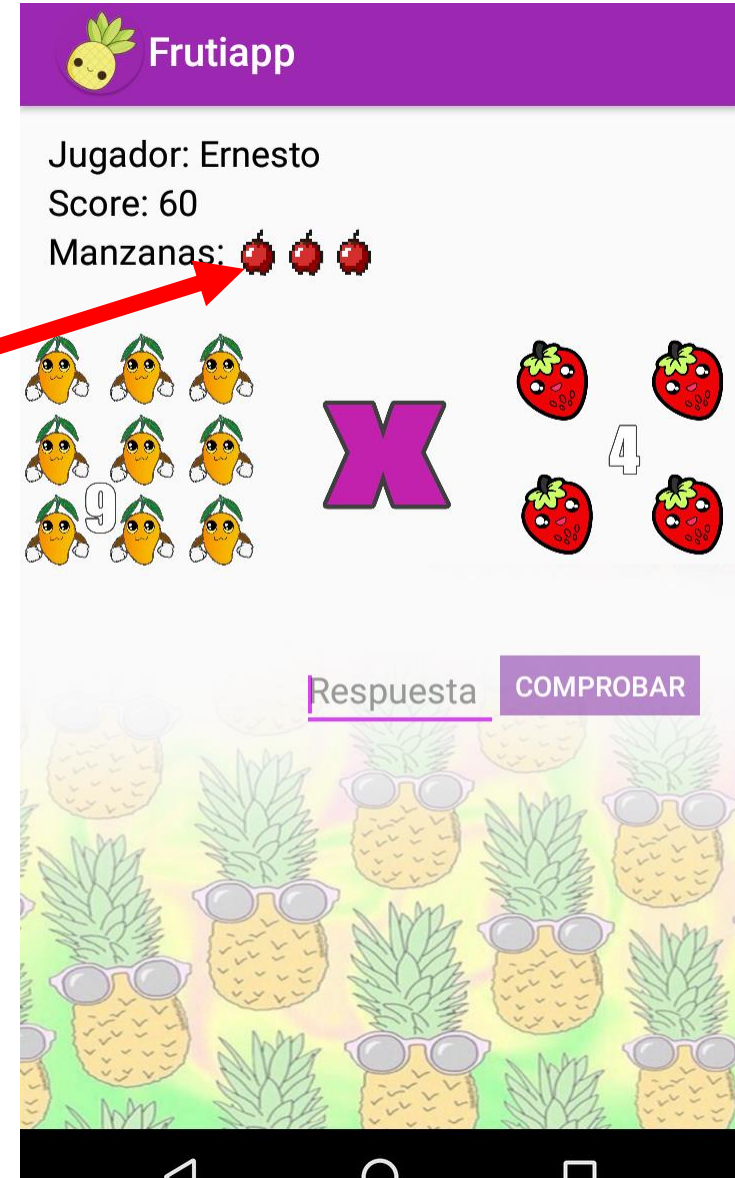 Frutiapp
Jugador: Ernesto
Score: 60
Manzanas:
9 X 4
Respuesta COMPROBAR